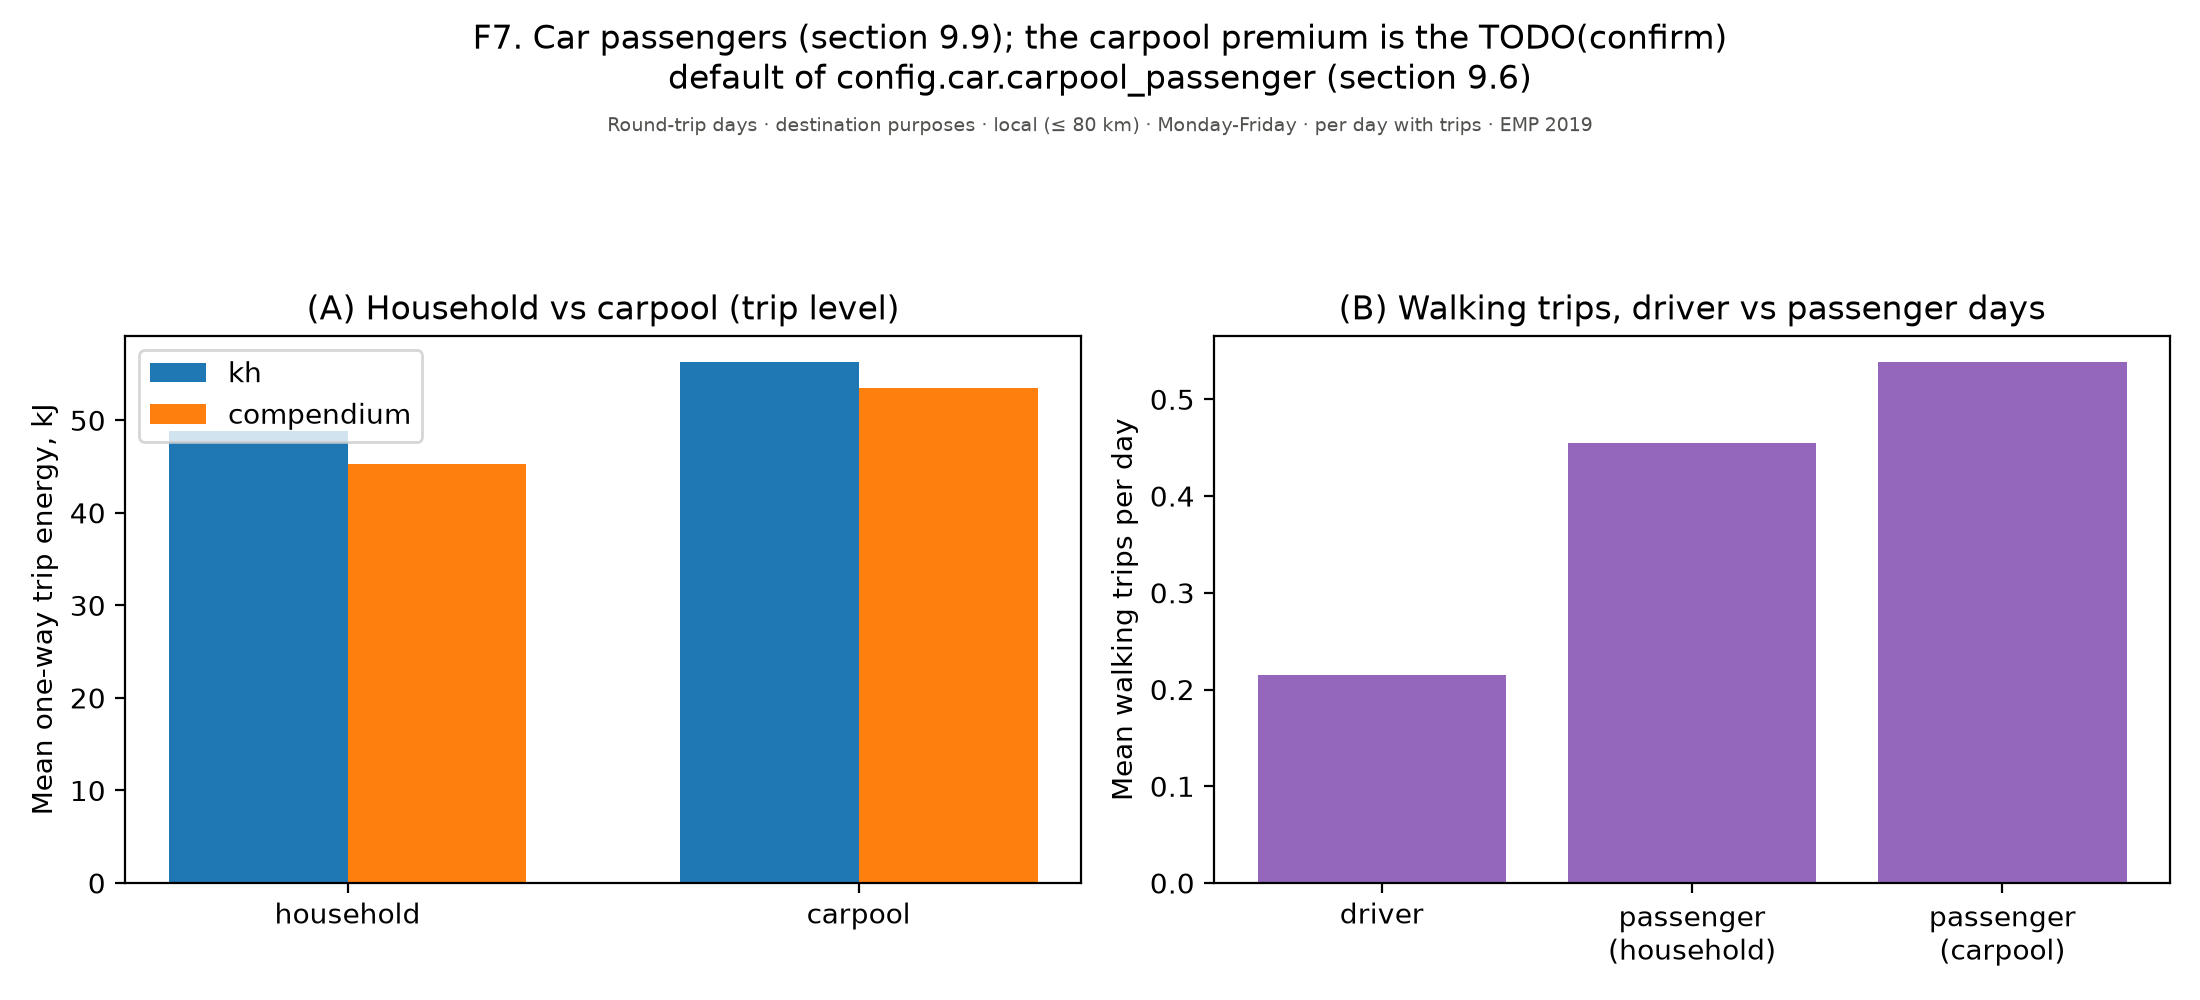 F7. Car passengers (section 9.9); the carpool premium is the TODO(confirm)
default of config.car.carpool_passenger (section 9.6)
Round-trip days · destination purposes · local (≤ 80 km) · Monday-Friday · per day with trips · EMP 2019
(A) Household vs carpool (trip level)
kh
compendium
Mean one-way trip energy, kJ
50
40
30
20
10
0
household
carpool
(B) Walking trips, driver vs passenger days
Mean walking trips per day
0.5
0.4
0.3
0.2
0.1
0.0
driver
passenger
(household)
passenger
(carpool)